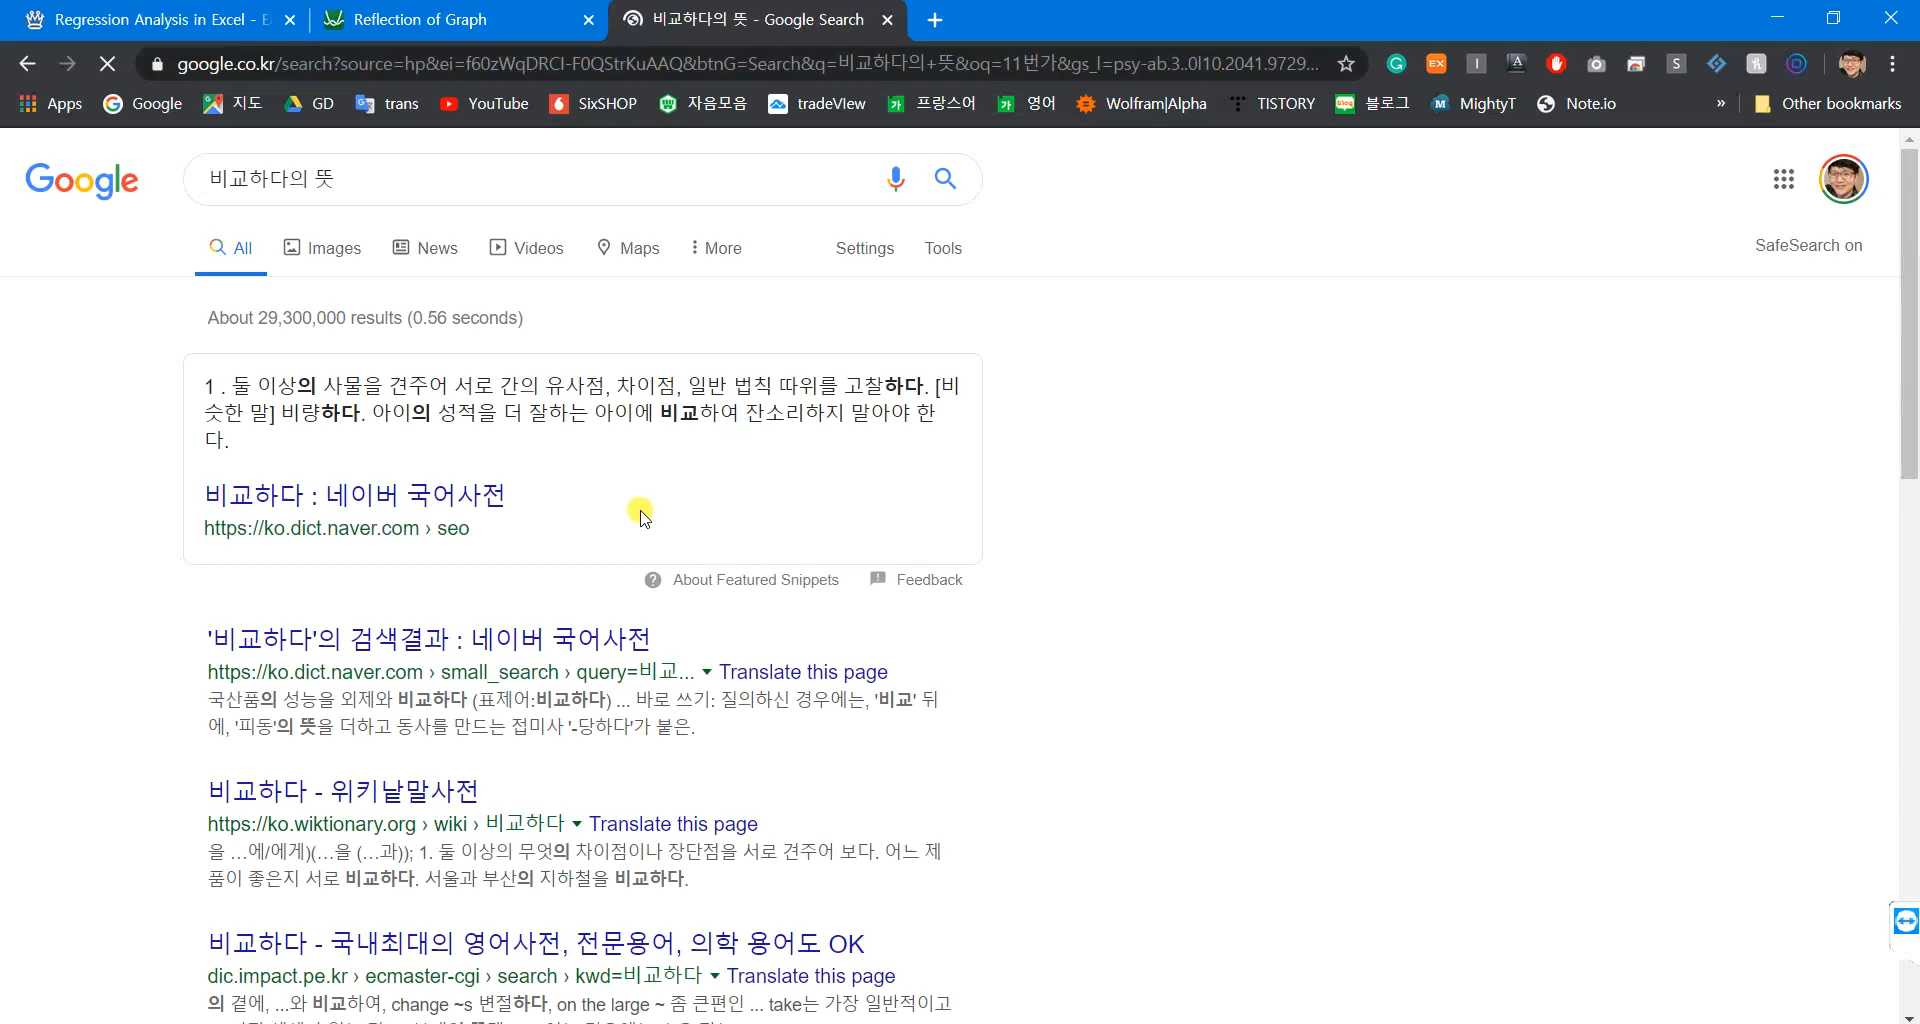 Regression Analysis in Excel - E
Reflection of Graph
비교하다의 뜻 - Google Search
google.co.kr/search?source=hp&ei=f60zWqDRCI-F0QStrKuAAQ&btnG=Search&q=비교하다의+뜻&oq=11번가&gs_l=psy-ab.3..0l10.2041.9729...
Apps
Google
지도
GD
trans
YouTube
SixSHOP
자음모음
tradeVIew
프랑스어
영어
Wolfram|Alpha
TISTORY
블로그
MightyT
Note.io
»
Other bookmarks
Google
비교하다의 뜻
All
Images
News
Videos
Maps
More
Settings
Tools
SafeSearch on
About 29,300,000 results (0.56 seconds)
1 . 둘 이상의 사물을 견주어 서로 간의 유사점, 차이점, 일반 법칙 따위를 고찰하다. [비
슷한 말] 비량하다. 아이의 성적을 더 잘하는 아이에 비교하여 잔소리하지 말아야 한
다.
비교하다 : 네이버 국어사전
https://ko.dict.naver.com › seo
About Featured Snippets
Feedback
'비교하다'의 검색결과 : 네이버 국어사전
https://ko.dict.naver.com › small_search › query=비교... Translate this page
국산품의 성능을 외제와 비교하다 (표제어:비교하다) ... 바로 쓰기: 질의하신 경우에는, '비교' 뒤
에, '피동'의 뜻을 더하고 동사를 만드는 접미사 '-당하다'가 붙은.
비교하다 - 위키낱말사전
https://ko.wiktionary.org › wiki › 비교하다 Translate this page
을 …에/에게)(…을 (…과)); 1. 둘 이상의 무엇의 차이점이나 장단점을 서로 견주어 보다. 어느 제
품이 좋은지 서로 비교하다. 서울과 부산의 지하철을 비교하다.
비교하다 - 국내최대의 영어사전, 전문용어, 의학 용어도 OK
dic.impact.pe.kr › ecmaster-cgi › search › kwd=비교하다 Translate this page
의 곁에, ...와 비교하여, change ~s 변절하다, on the large ~ 좀 큰편인 ... take는 가장 일반적이고